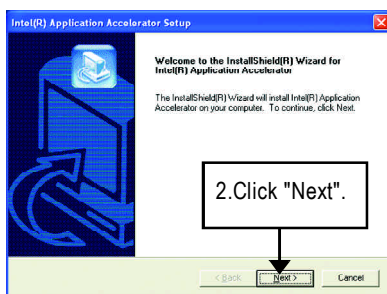 Intel(R) Application Accelerator Setup
Welcome to the InstallShield(R) Wizard for
Intel(R) Application Accelerator
The InstallShield(R) Wizard will install Intel(R) Application
Accelerator on your computer. To continue, click Next.
2.Click "Next".
< Back
Next >
Cancel